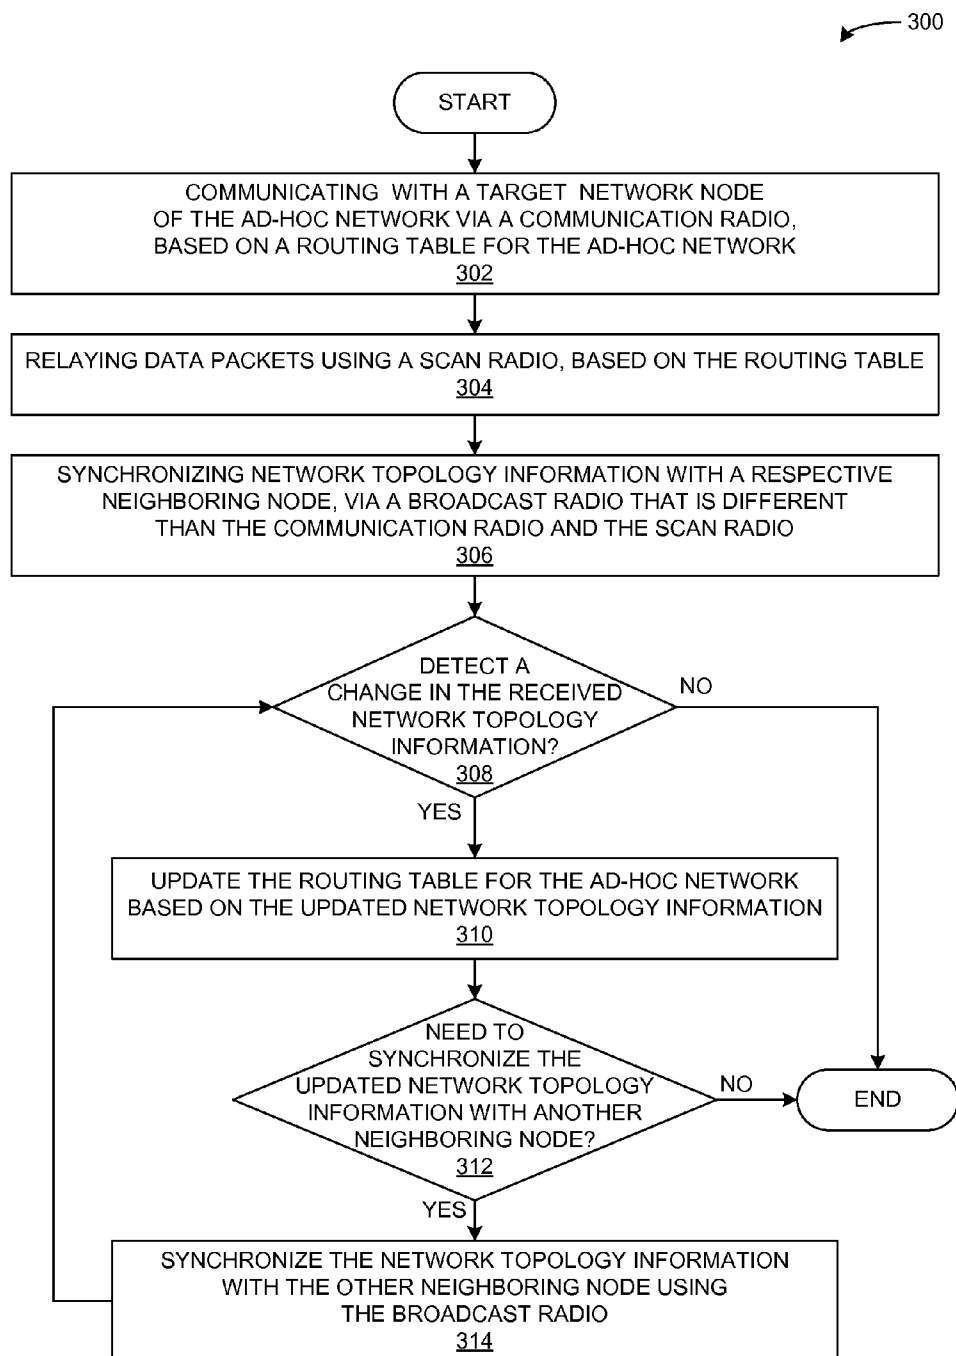 300
START
COMMUNICATING WITH A TARGET NETWORK NODE
OF THE AD-HOC NETWORK VIA A COMMUNICATION RADIO,
BASED ON A ROUTING TABLE FOR THE AD-HOC NETWORK
302
RELAYING DATA PACKETS USING A SCAN RADIO, BASED ON THE ROUTING TABLE
304
SYNCHRONIZING NETWORK TOPOLOGY INFORMATION WITH A RESPECTIVE
NEIGHBORING NODE, VIA A BROADCAST RADIO THAT IS DIFFERENT
THAN THE COMMUNICATION RADIO AND THE SCAN RADIO
306
DETECT A
CHANGE IN THE RECEIVED
NETWORK TOPOLOGY
INFORMATION?
308
NO
YES
UPDATE THE ROUTING TABLE FOR THE AD-HOC NETWORK
BASED ON THE UPDATED NETWORK TOPOLOGY INFORMATION
310
NEED TO
SYNCHRONIZE THE
UPDATED NETWORK TOPOLOGY
INFORMATION WITH ANOTHER
NEIGHBORING NODE?
312
NO
END
YES
SYNCHRONIZE THE NETWORK TOPOLOGY INFORMATION
WITH THE OTHER NEIGHBORING NODE USING
THE BROADCAST RADIO
314